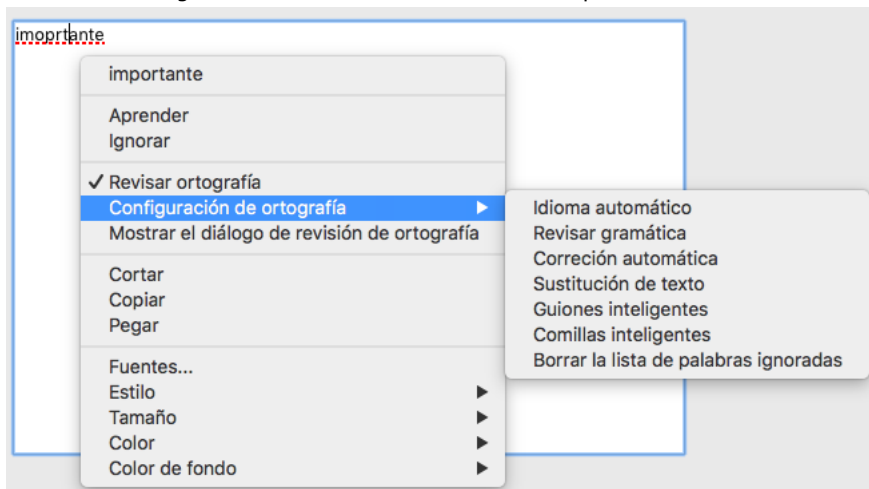 imoprtante
importante
Aprender
Ignorar
✓ Revisar ortografía
Configuración de ortografía
Mostrar el diálogo de revisión de ortografía
Cortar
Copiar
Pegar
Fuentes...
Estilo
Tamaño
Color
Color de fondo
Idioma automático
Revisar gramática
Correción automática
Sustitución de texto
Guiones inteligentes
Comillas inteligentes
Borrar la lista de palabras ignoradas